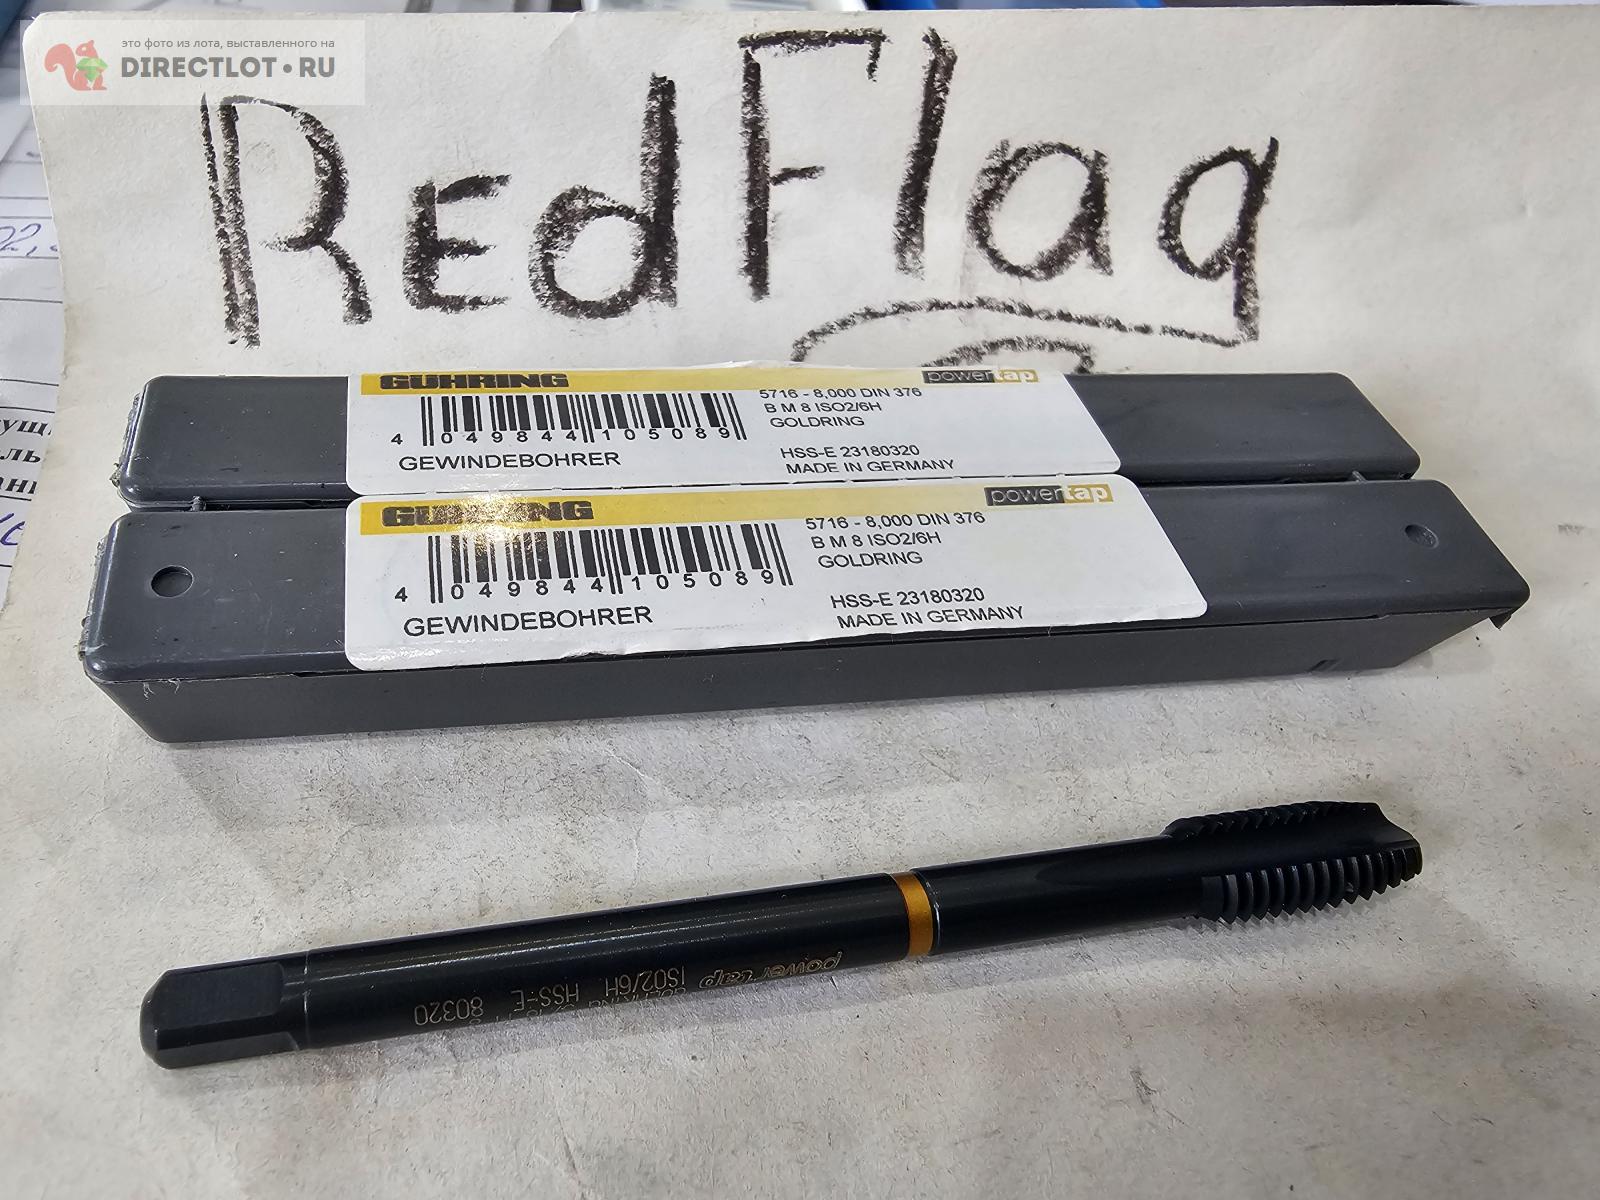 это фото из лота, выставленного на
DIRECTLOT•RU
RedFlag
GUHRING
powertap
5716 - 8,000 DIN 376
B M 8 ISO2/6H
GOLDRING
4 049844 105089
GEWINDEBOHRER
HSS-E 23180320
MADE IN GERMANY
GUHRING
powertap
5716 - 8,000 DIN 376
B M 8 ISO2/6H
GOLDRING
4 049844 105089
GEWINDEBOHRER
HSS-E 23180320
MADE IN GERMANY
powertap
ISO2/6H HSS-E 80320